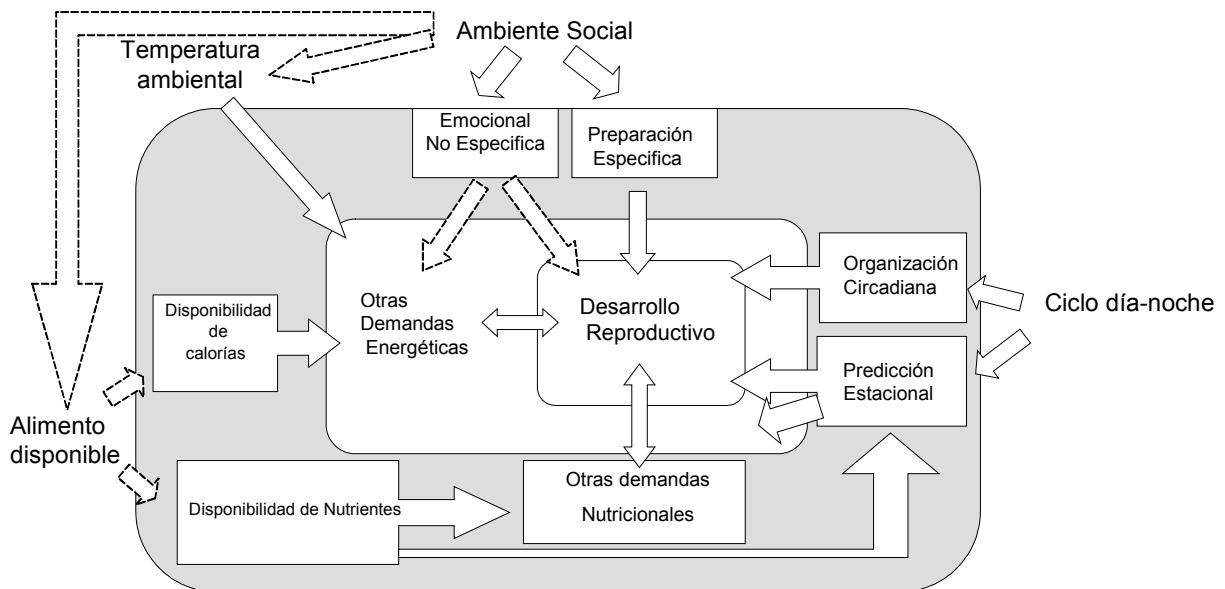 Ambiente Social
Temperatura
ambiental
Emocional
No Especifica
Preparación
Especifica
Organización
Circadiana
Ciclo día-noche
Disponibilidad
de
calorías
Otras
Demandas
Energéticas
Desarrollo
Reproductivo
Predicción
Estacional
Alimento
disponible
Disponibilidad de Nutrientes
Otras demandas
Nutricionales